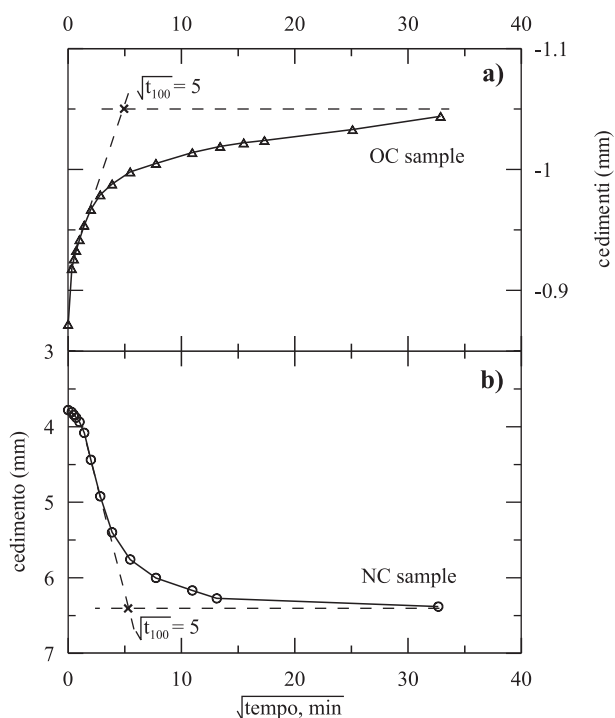 0 10 20 30 40
-1.1
√t100 = 5
a)
-1
OC sample
cedimenti (mm)
-0.9
3
b)
4
5
cedimento (mm)
6
NC sample
√t100 = 5
7
0 10 20 30 40
√tempo, min